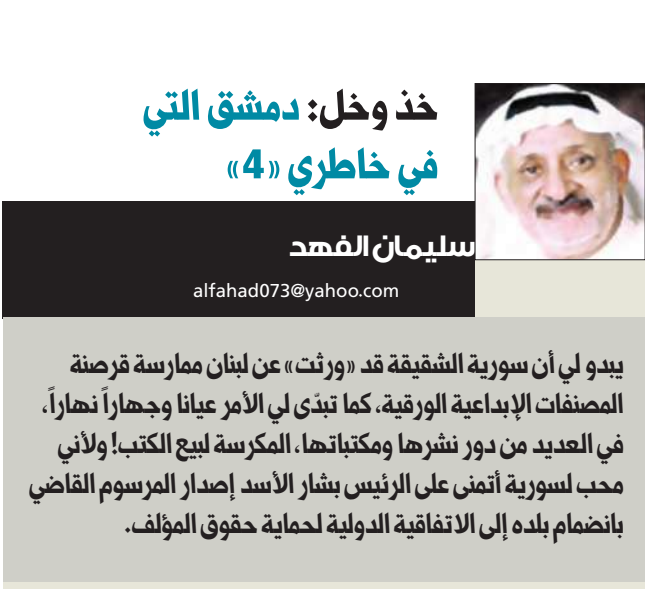 خذ وخل: دمشق التي
في خاطري «4»
سليمان الفهد
alfahad073@yahoo.com
يبدو لي أن سورية الشقيقة قد «ورثت» عن لبنان ممارسة قرصنة
المصنفات الإبداعية الورقية، كما تبدّى لي الأمر عيانا وجهاراً نهاراً،
في العديد من دور نشرها ومكتباتها، المكرسة لبيع الكتب! ولأني
محب لسورية أتمنى على الرئيس بشار الأسد إصدار المرسوم القاضي
بانضمام بلده إلى الاتفاقية الدولية لحماية حقوق المؤلف.